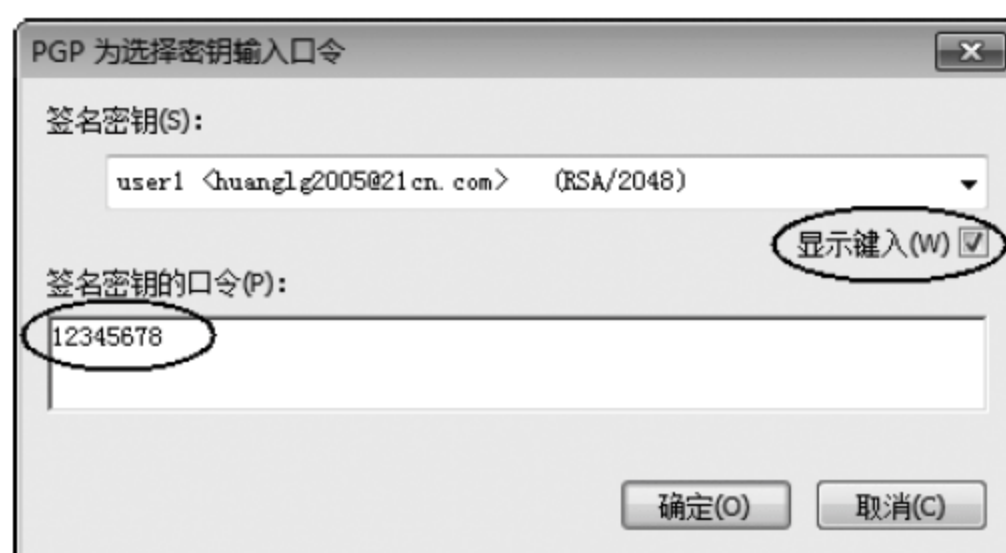 PGP 为选择密钥输入口令
签名密钥(S):
user1 <huanglg2005@21cn.com> (RSA/2048)
显示键入(W)
签名密钥的口令(P):
12345678
确定(O) 取消(C)